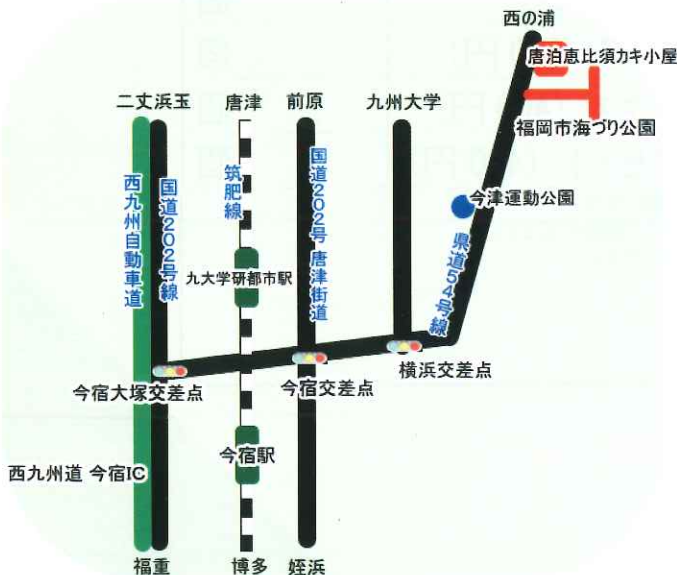 西の浦
唐泊恵比須カキ小屋
二丈浜玉
唐津
前原
九州大学
福岡市海づり公園
西九州自動車道
国道202号線
筑肥線
国道202号 唐津街道
今津運動公園
県道54号線
九大学研都市駅
横浜交差点
今宿大塚交差点
今宿交差点
今宿駅
西九州道 今宿IC
福重
博多
姪浜